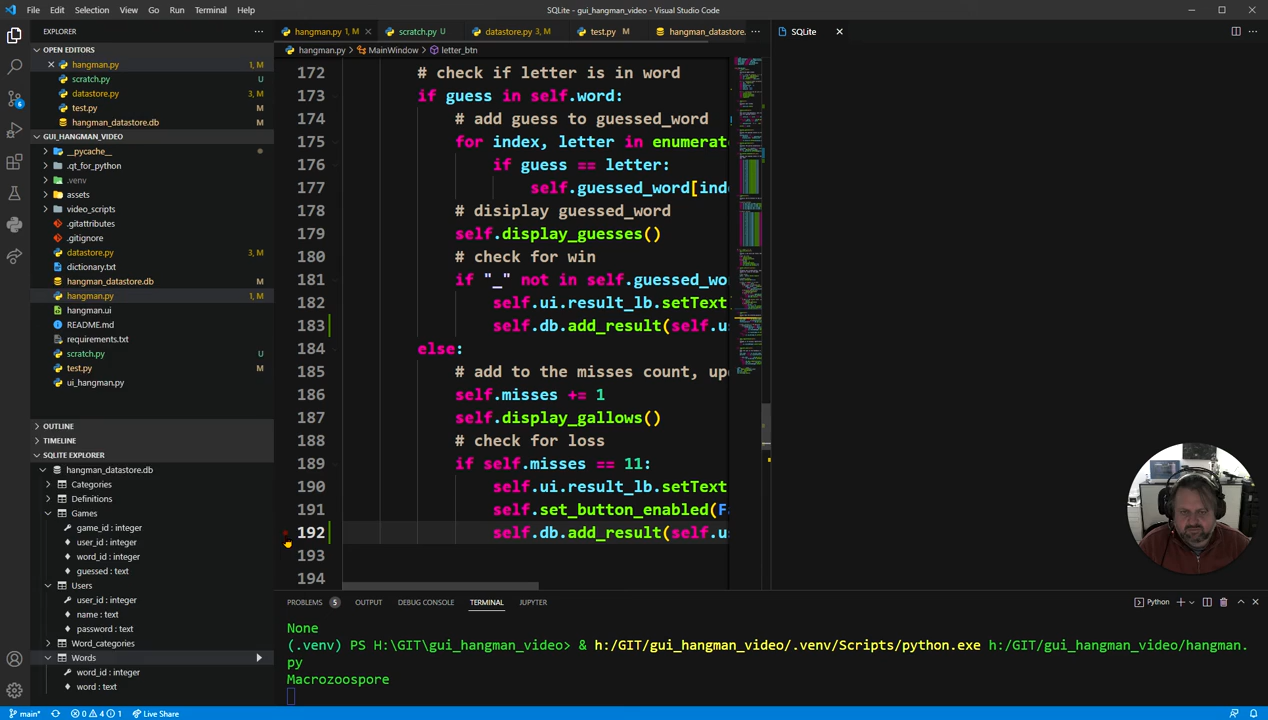 File Edit Selection View Go Run Terminal Help
SQLite - gui_hangman_video - Visual Studio Code
EXPLORER
OPEN EDITORS
hangman.py 1, M
scratch.py U
datastore.py 3, M
test.py M
hangman_datastore.db M
GUI_HANGMAN_VIDEO
__pycache__
.qt_for_python
.venv
assets
video_scripts
.gitattributes
.gitignore
datastore.py 3, M
dictionary.txt
hangman_datastore.db M
hangman.py 1, M
hangman.ui
README.md
requirements.txt
scratch.py U
test.py M
ui_hangman.py
OUTLINE
TIMELINE
SQLITE EXPLORER
hangman_datastore.db
Categories
Definitions
Games
game_id : integer
user_id : integer
word_id : integer
guessed : text
Users
user_id : integer
name : text
password : text
Word_categories
Words
word_id : integer
word : text
hangman.py 1, M scratch.py U datastore.py 3, M test.py M hangman_datastore.
hangman.py > MainWindow > letter_btn
172 # check if letter is in word
173 if guess in self.word:
174 # add guess to guessed_word
175 for index, letter in enumerat
176 if guess == letter:
177 self.guessed_word[ind
178 # disiplay guessed_word
179 self.display_guesses()
180 # check for win
181 if "_" not in self.guessed_wo
182 self.ui.result_lb.setText
183 self.db.add_result(self.u
184 else:
185 # add to the misses count, up
186 self.misses += 1
187 self.display_gallows()
188 # check for loss
189 if self.misses == 11:
190 self.ui.result_lb.setText
191 self.set_button_enabled(F
192 self.db.add_result(self.u
193
194
SQLite
PROBLEMS 5 OUTPUT DEBUG CONSOLE TERMINAL JUPYTER
Python
None
(.venv) PS H:\GIT\gui_hangman_video> & h:/GIT/gui_hangman_video/.venv/Scripts/python.exe h:/GIT/gui_hangman_video/hangman.
py
Macrozoospore
6
main* 0 4 1 Live Share